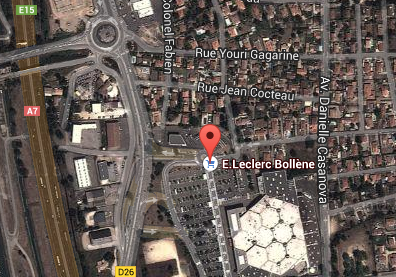 E15
Colonel Fabien
Rue Youri Gagarine
Rue Jean Cocteau
Av. Danielle Casanova
A7
E.Leclerc Bollène
D26